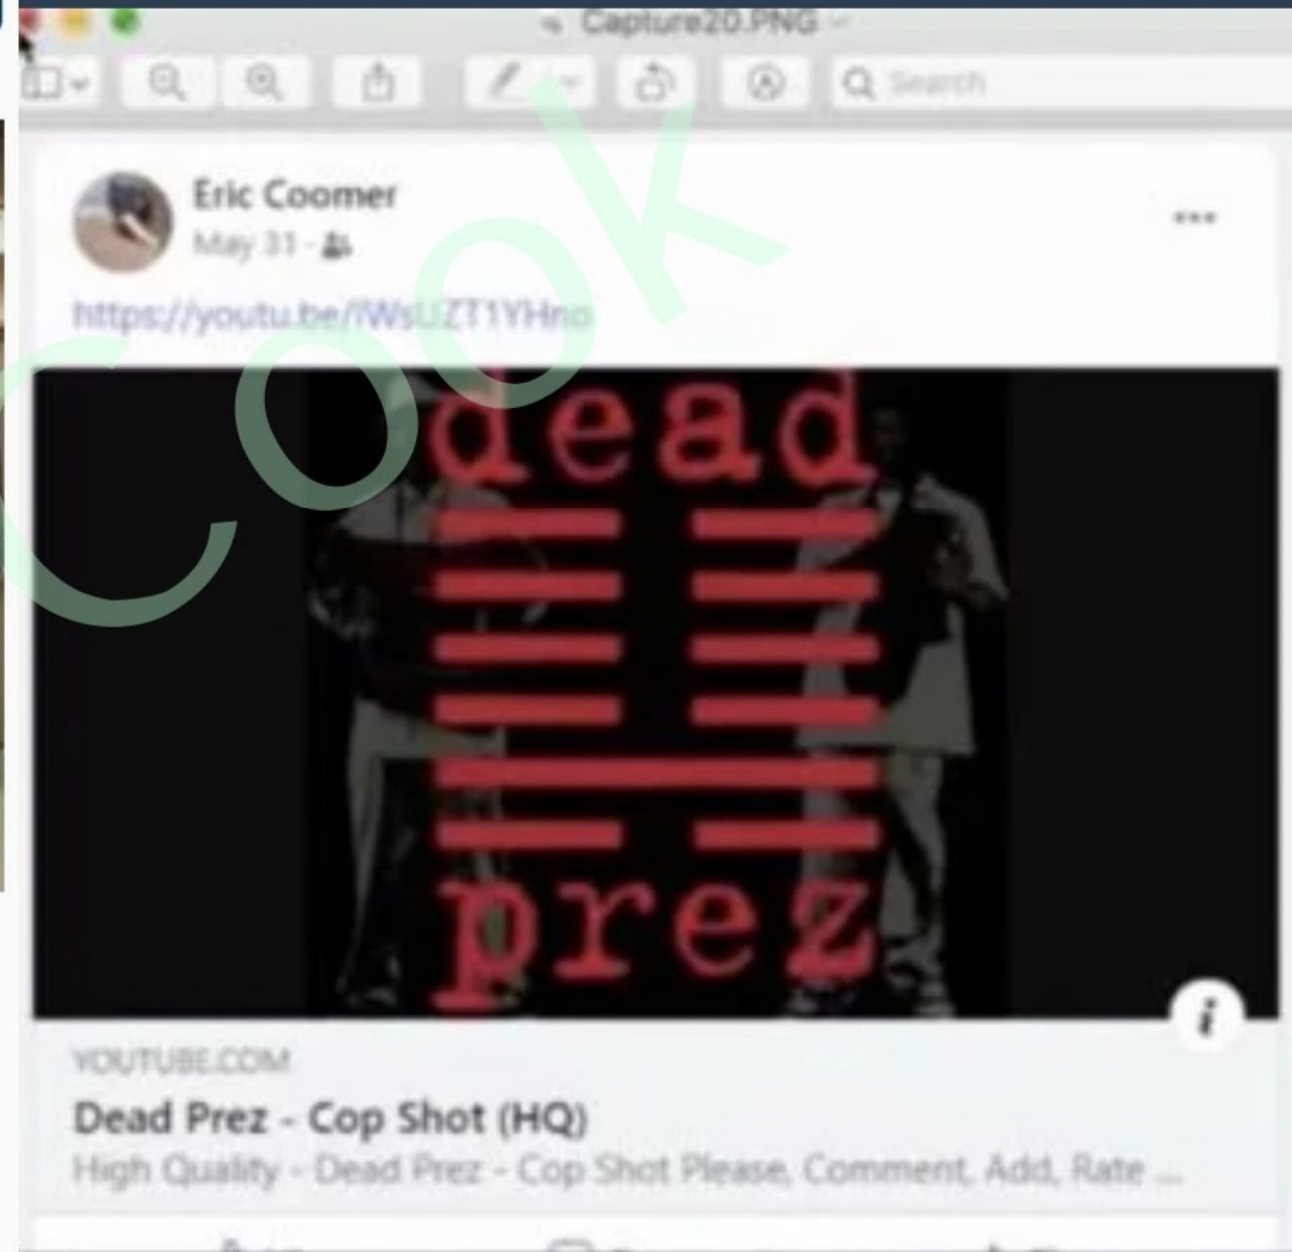 Capture20.PNG
Search
Eric Coomer
May 31
Cook
dead
prez
YOUTUBE.COM
Dead Prez - Cop Shot (HQ)
High Quality - Dead Prez - Cop Shot Please, Comment, Add, Rate ...